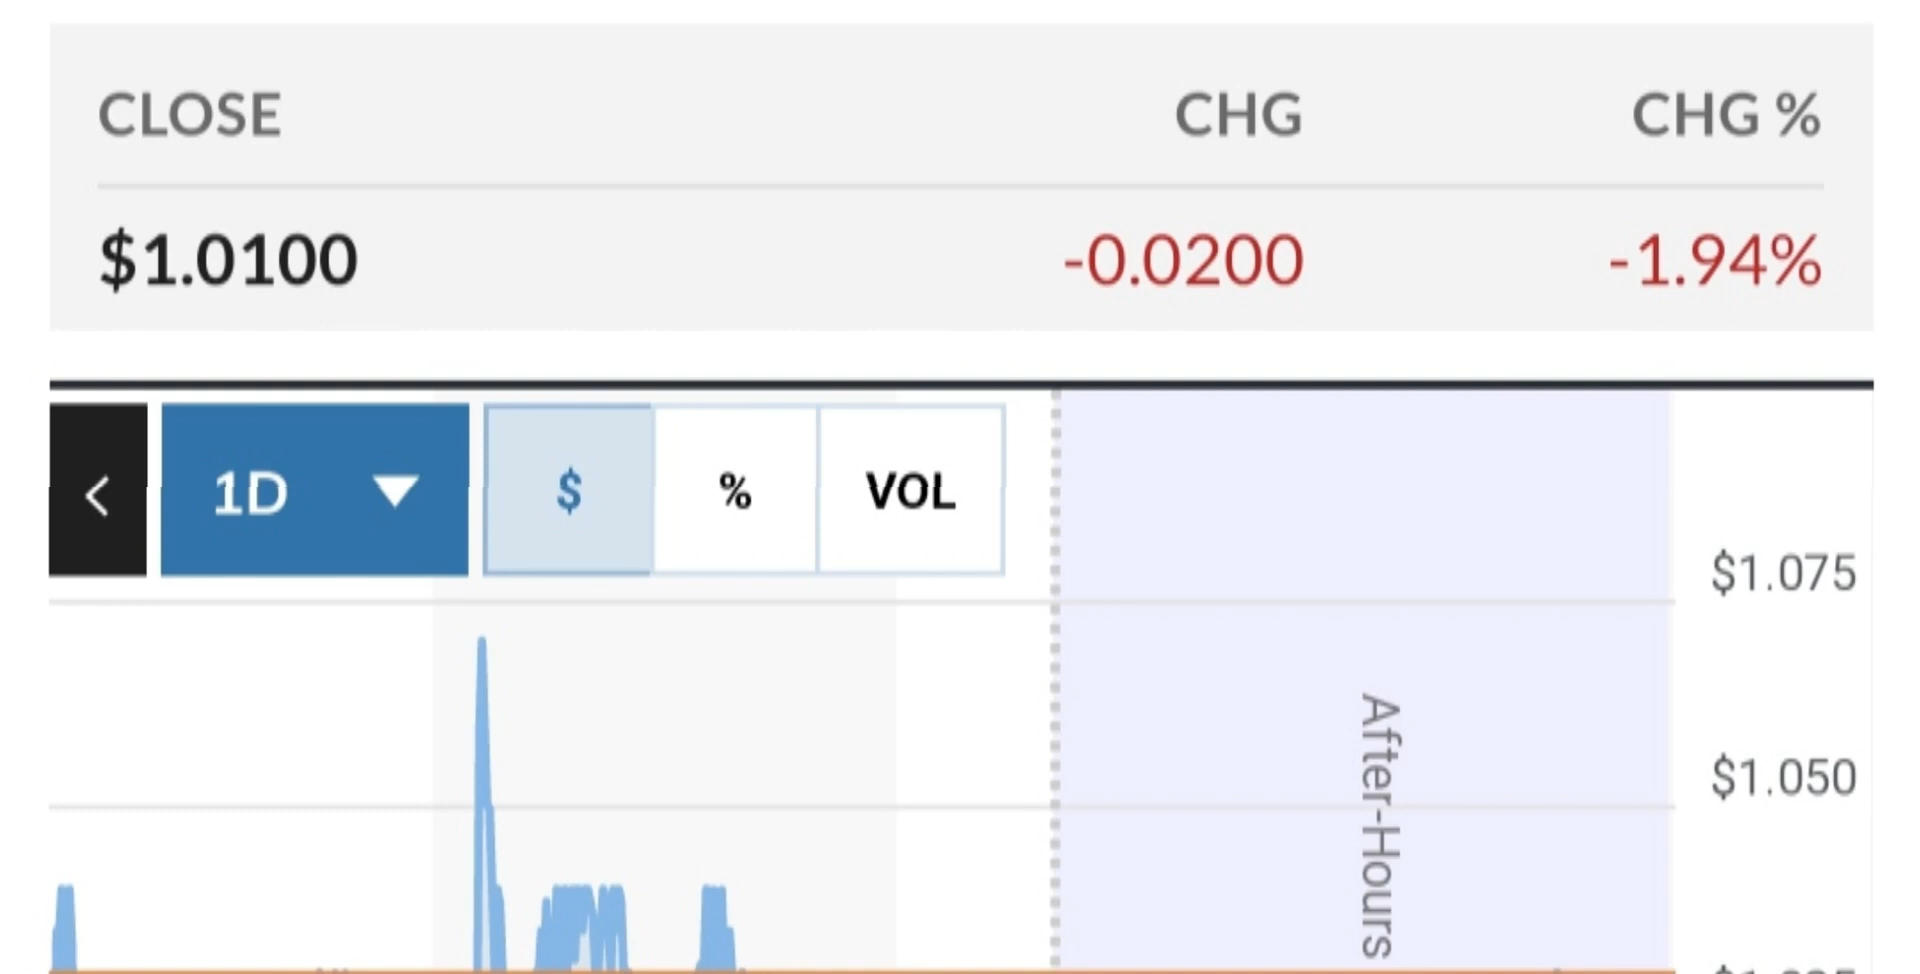 CLOSE CHG CHG %
$1.0100 -0.0200 -1.94%
< 1D $ % VOL
$1.075
$1.050
After-Hours